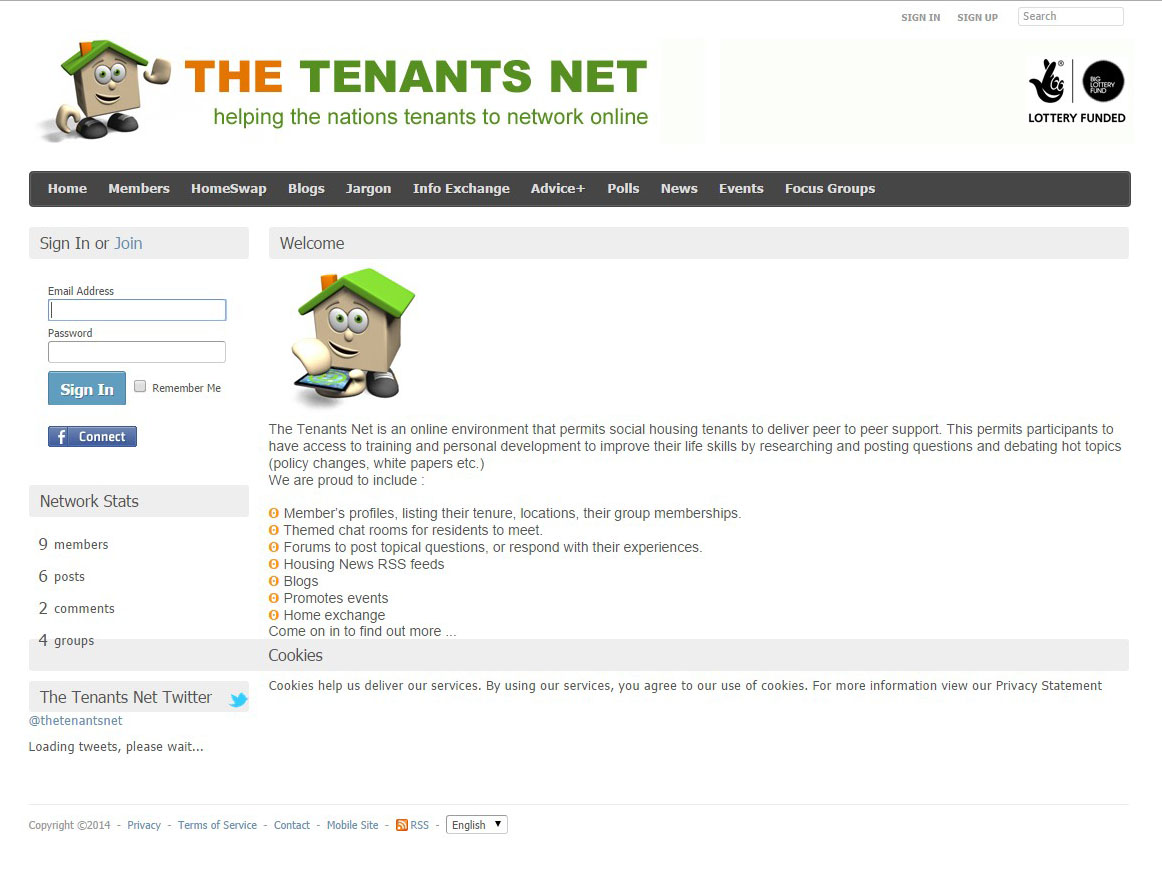 SIGN IN SIGN UP Search
THE TENANTS NET
helping the nations tenants to network online
BIG
LOTTERY
FUND
LOTTERY FUNDED
Home Members HomeSwap Blogs Jargon Info Exchange Advice+ Polls News Events Focus Groups
Sign In or Join
Email Address
Password
Sign In Remember Me
f Connect
Network Stats
9 members
6 posts
2 comments
4 groups
The Tenants Net Twitter
@thetenantsnet
Loading tweets, please wait...
Welcome
The Tenants Net is an online environment that permits social housing tenants to deliver peer to peer support. This permits participants to
have access to training and personal development to improve their life skills by researching and posting questions and debating hot topics
(policy changes, white papers etc.)
We are proud to include :
Member's profiles, listing their tenure, locations, their group memberships.
Themed chat rooms for residents to meet.
Forums to post topical questions, or respond with their experiences.
Housing News RSS feeds
Blogs
Promotes events
Home exchange
Come on in to find out more ...
Cookies
Cookies help us deliver our services. By using our services, you agree to our use of cookies. For more information view our Privacy Statement
Copyright ©2014 - Privacy - Terms of Service - Contact - Mobile Site - RSS - English